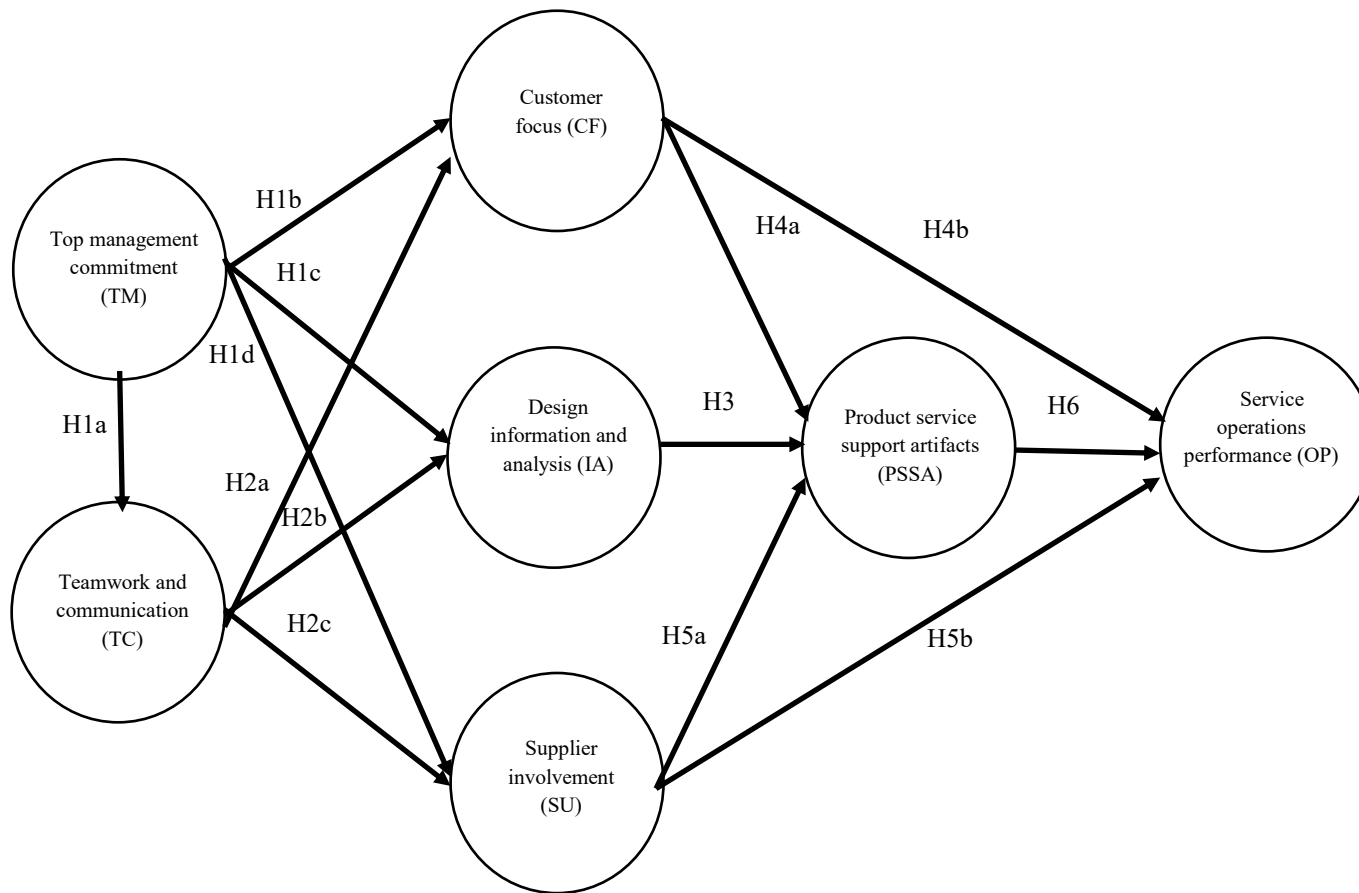 Customer
focus (CF)
H1b
Top management
commitment
(TM)
H4a
H4b
H1c
H1d
Design
information and
analysis (IA)
H3
Product service
support artifacts
(PSSA)
H6
Service
operations
performance (OP)
H1a
H2a
H2b
Teamwork and
communication
(TC)
H2c
H5a
H5b
Supplier
involvement
(SU)